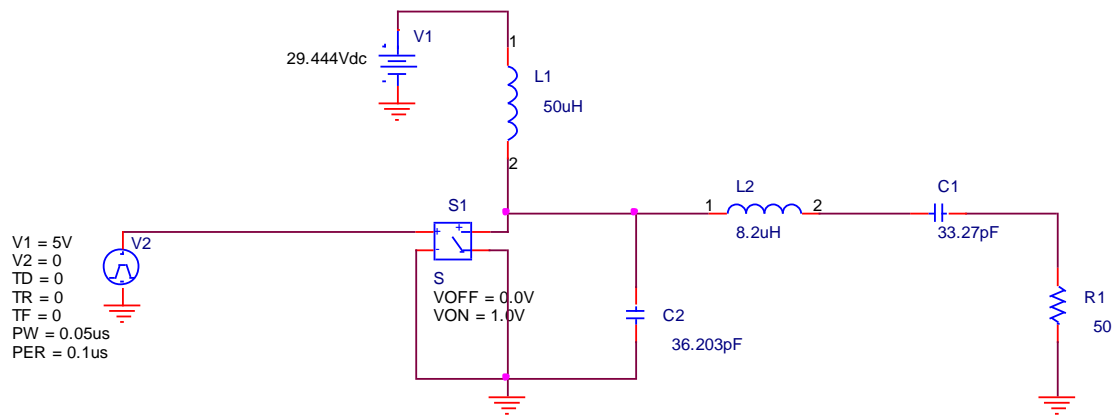 V1
29.444Vdc
1
L1
50uH
2
S1
+
+
-
-
S
VOFF = 0.0V
VON = 1.0V
V2
V1 = 5V
V2 = 0
TD = 0
TR = 0
TF = 0
PW = 0.05us
PER = 0.1us
L2
1
2
8.2uH
C1
33.27pF
C2
36.203pF
R1
50